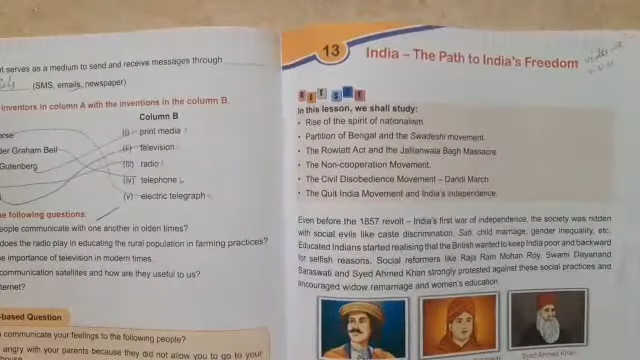 t serves as a medium to send and receive messages through
(SMS, emails, newspaper)
inventors in column A with the inventions in the column B.
Column B
(i) print media
der Graham Bell
(ii) television
Gutenberg
(iii) radio
(iv) telephone
(v) electric telegraph
e following questions.
eople communicate with one another in olden times?
does the radio play in educating the rural population in farming practices?
e importance of television in modern times.
communication satellites and how are they useful to us?
ternet?
-based Question
communicate your feelings to the following people?
angry with your parents because they did not allow you to go to your
house
13
India – The Path to India's Freedom
In this lesson, we shall study:
• Rise of the spirit of nationalism
• Partition of Bengal and the Swadeshi movement.
• The Rowlatt Act and the Jallianwala Bagh Massacre
• The Non-cooperation Movement.
• The Civil Disobedience Movement – Dandi March
• The Quit India Movement and India's independence.
Even before the 1857 revolt – India's first war of independence, the society was ridden
with social evils like caste discrimination, Sati, child marriage, gender inequality, etc.
Educated Indians started realising that the British wanted to keep India poor and backward
for selfish reasons. Social reformers like Raja Ram Mohan Roy, Swami Dayanand
Saraswati and Syed Ahmed Khan strongly protested against these social practices and
encouraged widow remarriage and women's education.
Syed Ahmed Khan